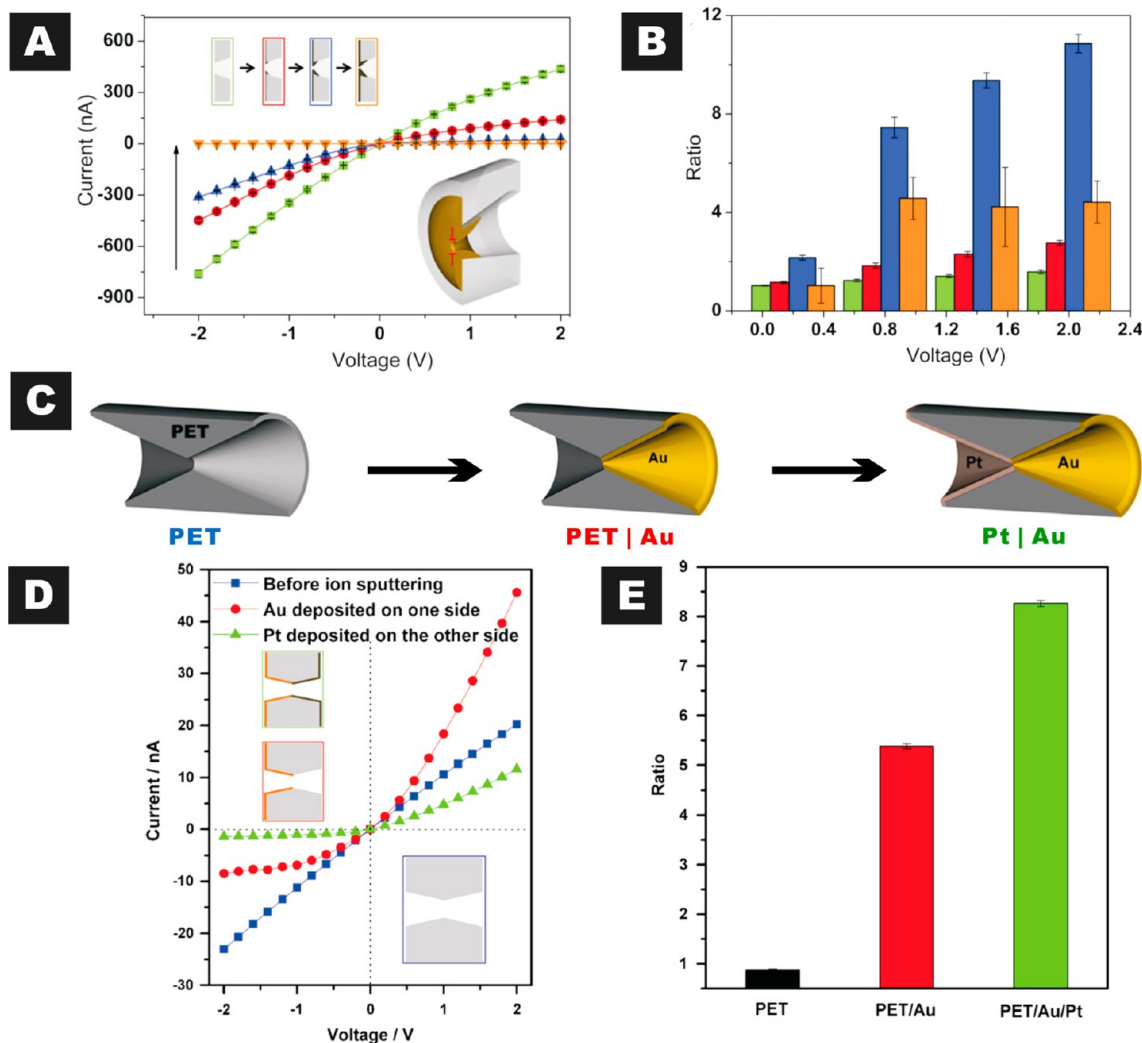 A
600
300
0
-300
-600
-900
Current (nA)
-2
-1
0
1
2
Voltage (V)
B
12
8
4
0
Ratio
0.0
0.4
0.8
1.2
1.6
2.0
2.4
Voltage (V)
C
PET
Au
Pt
Au
PET
PET | Au
Pt | Au
D
50
40
30
20
10
0
-10
-20
-30
Current / nA
Before ion sputtering
Au deposited on one side
Pt deposited on the other side
-2
-1
0
1
2
Voltage / V
E
9
8
7
6
5
4
3
2
1
Ratio
PET
PET/Au
PET/Au/Pt